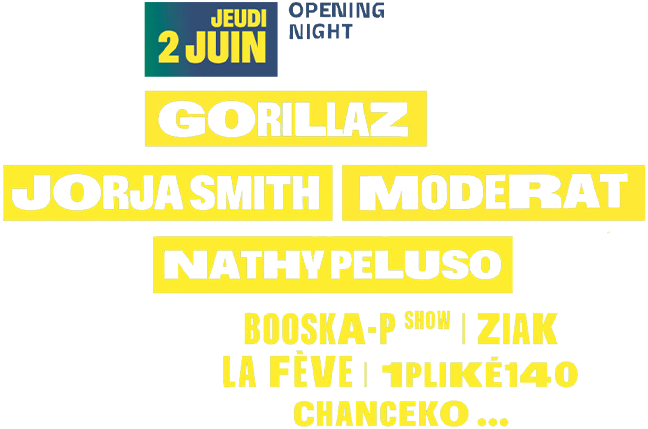 JEUDI
2 JUIN
OPENING
NIGHT
GORILLAZ
JORJA SMITH MODERAT
NATHY PELUSO
BOOSKA-P SHOW | ZIAK
LA FÈVE | 1PLIKÉ140
CHANCEKO ...